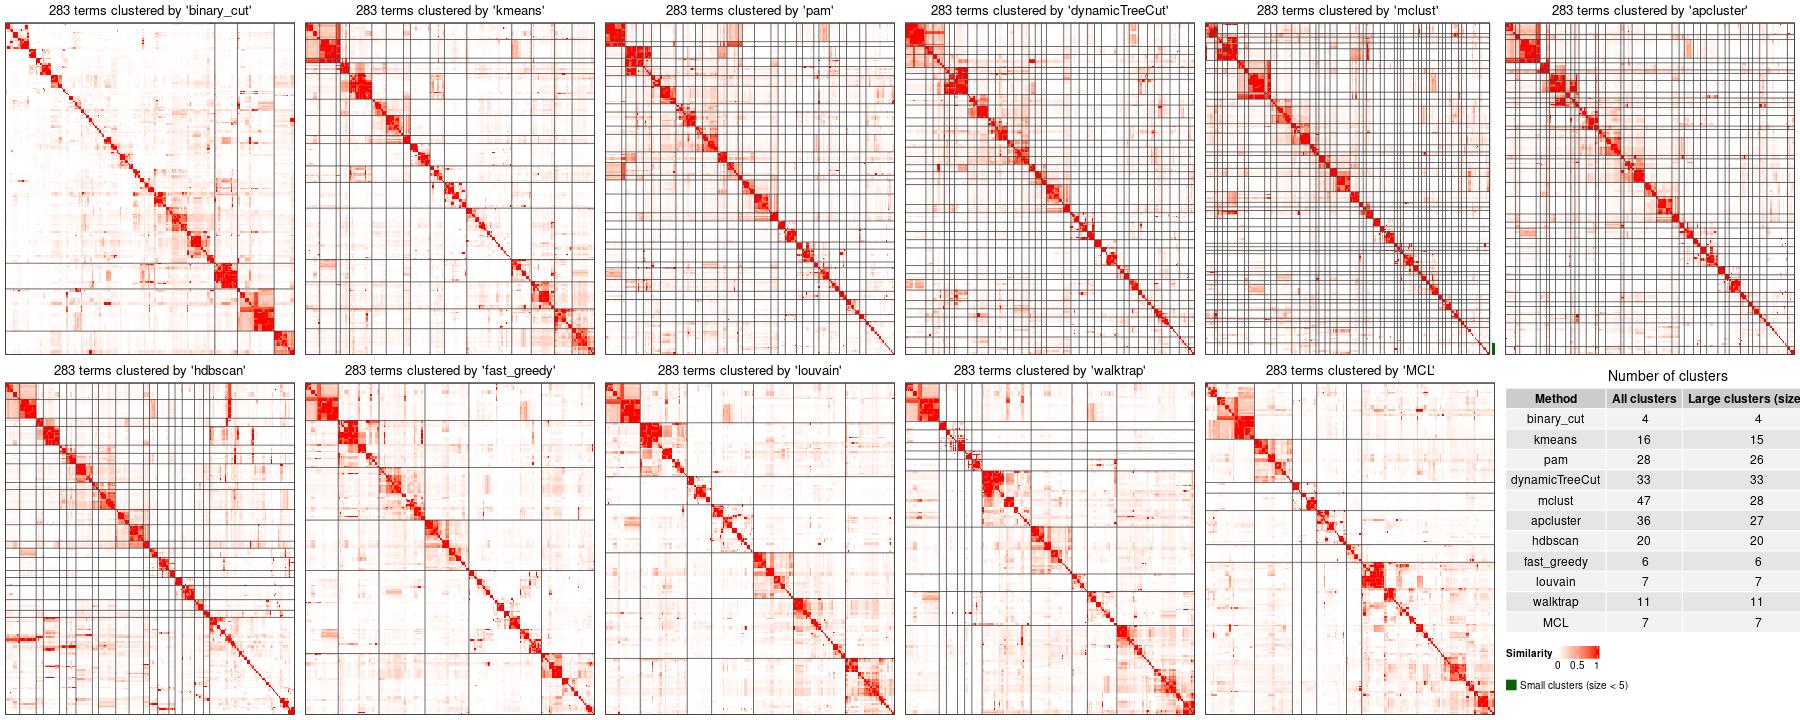 283 terms clustered by 'binary_cut'
283 terms clustered by 'kmeans'
283 terms clustered by 'pam'
283 terms clustered by 'dynamicTreeCut'
283 terms clustered by 'mclust'
283 terms clustered by 'apcluster'
283 terms clustered by 'hdbscan'
283 terms clustered by 'fast_greedy'
283 terms clustered by 'louvain'
283 terms clustered by 'walktrap'
283 terms clustered by 'MCL'
Number of clusters
Method All clusters Large clusters (size
binary_cut 4 4
kmeans 16 15
pam 28 26
dynamicTreeCut 33 33
mclust 47 28
apcluster 36 27
hdbscan 20 20
fast_greedy 6 6
louvain 7 7
walktrap 11 11
MCL 7 7
Similarity
0 0.5 1
Small clusters (size < 5)